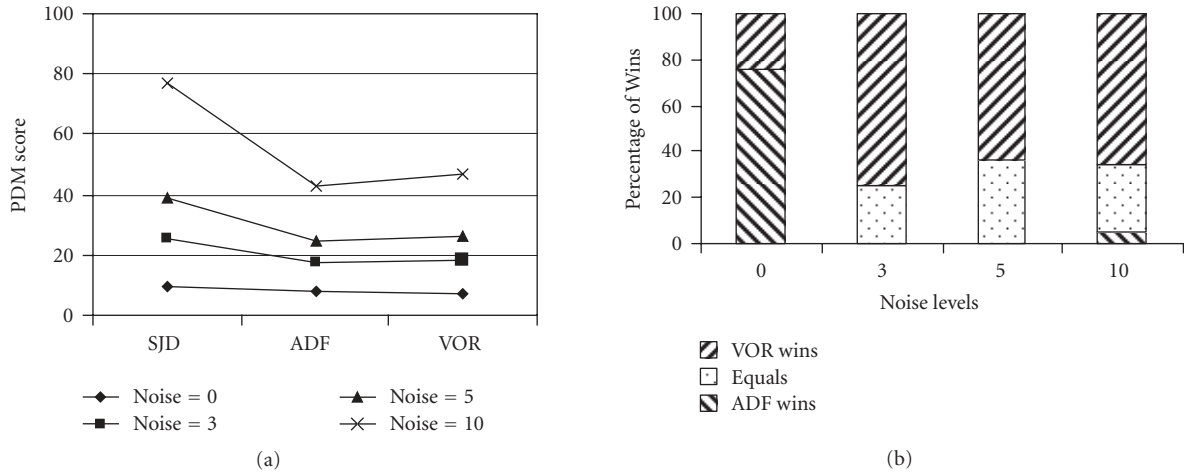 100
80
60
40
20
0
PDM score
SJD ADF VOR
Noise = 0 Noise = 5
Noise = 3 Noise = 10
(a)
100
80
60
40
20
0
Percentage of Wins
0 3 5 10
Noise levels
VOR wins
Equals
ADF wins
(b)